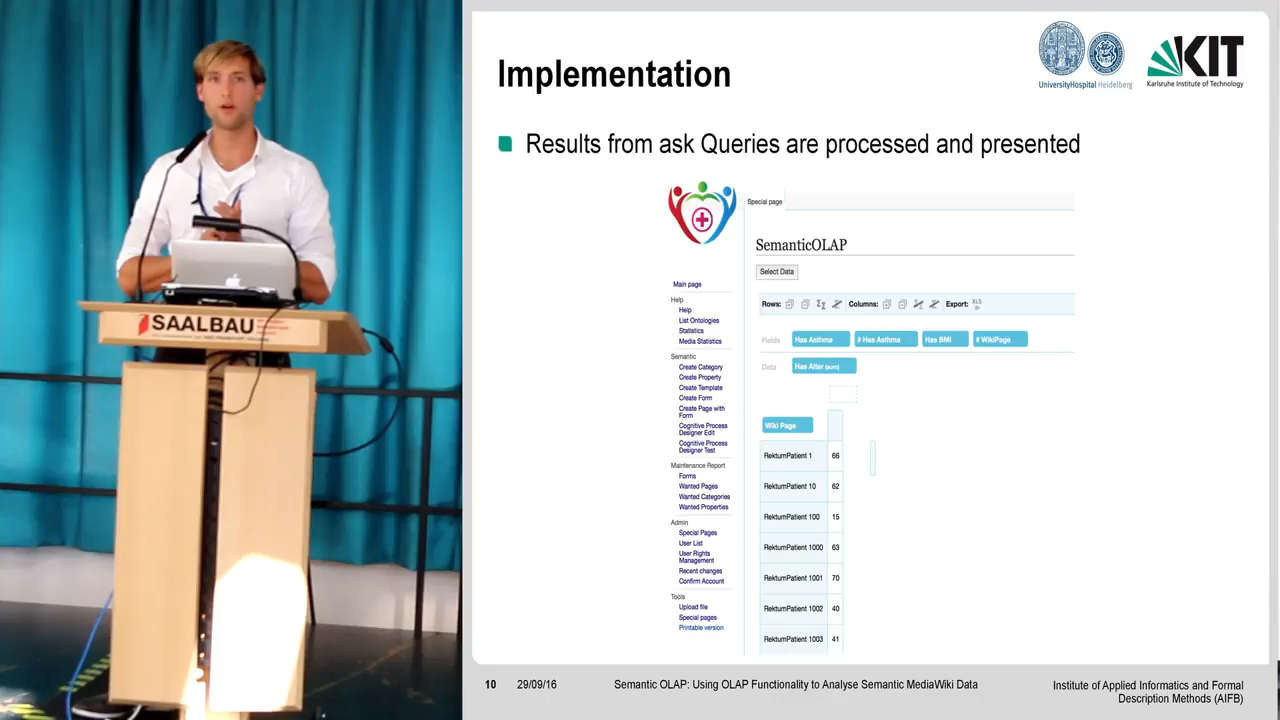 Implementation
UniversityHospital Heidelberg
KIT
Karlsruhe Institute of Technology
Results from ask Queries are processed and presented
Special page
SemanticOLAP
Select Data
Rows: Columns: Export: XLS
Fields Has Asthma # Has Asthma Has BMI # WikiPage
Data Has Alter (sum)
Wiki Page
RektumPatient 1 66
RektumPatient 10 62
RektumPatient 100 15
RektumPatient 1000 63
RektumPatient 1001 70
RektumPatient 1002 40
RektumPatient 1003 41
Main page
Help
Help
List Ontologies
Statistics
Media Statistics
Semantic
Create Category
Create Property
Create Template
Create Form
Create Page with
Form
Cognitive Process
Designer Edit
Cognitive Process
Designer Test
Maintenance Report
Forms
Wanted Pages
Wanted Categories
Wanted Properties
Admin
Special Pages
User List
User Rights
Management
Recent changes
Confirm Account
Tools
Upload file
Special pages
Printable version
SAALBAU
10 29/09/16 Semantic OLAP: Using OLAP Functionality to Analyse Semantic MediaWiki Data
Institute of Applied Informatics and Formal
Description Methods (AIFB)